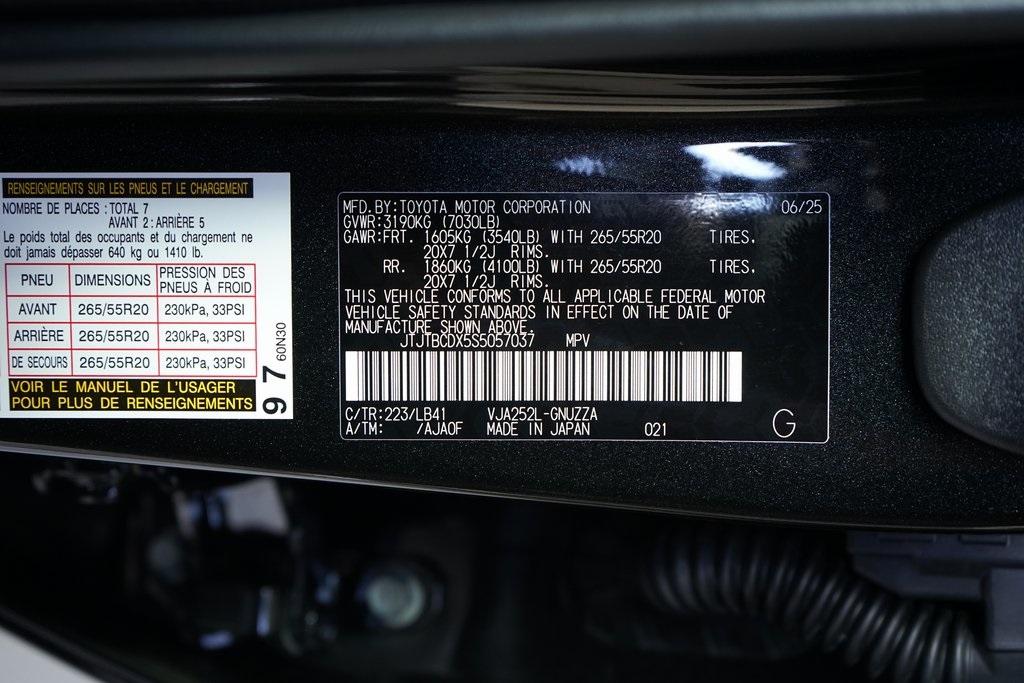 RENSEIGNEMENTS SUR LES PNEUS ET LE CHARGEMENT
NOMBRE DE PLACES : TOTAL 7
AVANT 2 : ARRIÈRE 5
Le poids total des occupants et du chargement ne
doit jamais dépasser 640 kg ou 1410 lb.
PNEU DIMENSIONS PRESSION DES PNEUS À FROID
AVANT 265/55R20 230kPa, 33PSI
ARRIÈRE 265/55R20 230kPa, 33PSI
DE SECOURS 265/55R20 230kPa, 33PSI
VOIR LE MANUEL DE L'USAGER
POUR PLUS DE RENSEIGNEMENTS
97 60N30
MFD.BY:TOYOTA MOTOR CORPORATION 06/25
GVWR:3190KG (7030LB)
GAWR:FRT. 1605KG (3540LB) WITH 265/55R20 TIRES.
20X7 1/2J RIMS.
RR. 1860KG (4100LB) WITH 265/55R20 TIRES.
20X7 1/2J RIMS.
THIS VEHICLE CONFORMS TO ALL APPLICABLE FEDERAL MOTOR
VEHICLE SAFETY STANDARDS IN EFFECT ON THE DATE OF
MANUFACTURE SHOWN ABOVE.
JTJTBCDX5S5057037 MPV
C/TR:223/LB41 VJA252L-GNUZZA
A/TM: /AJA0F MADE IN JAPAN 021 G